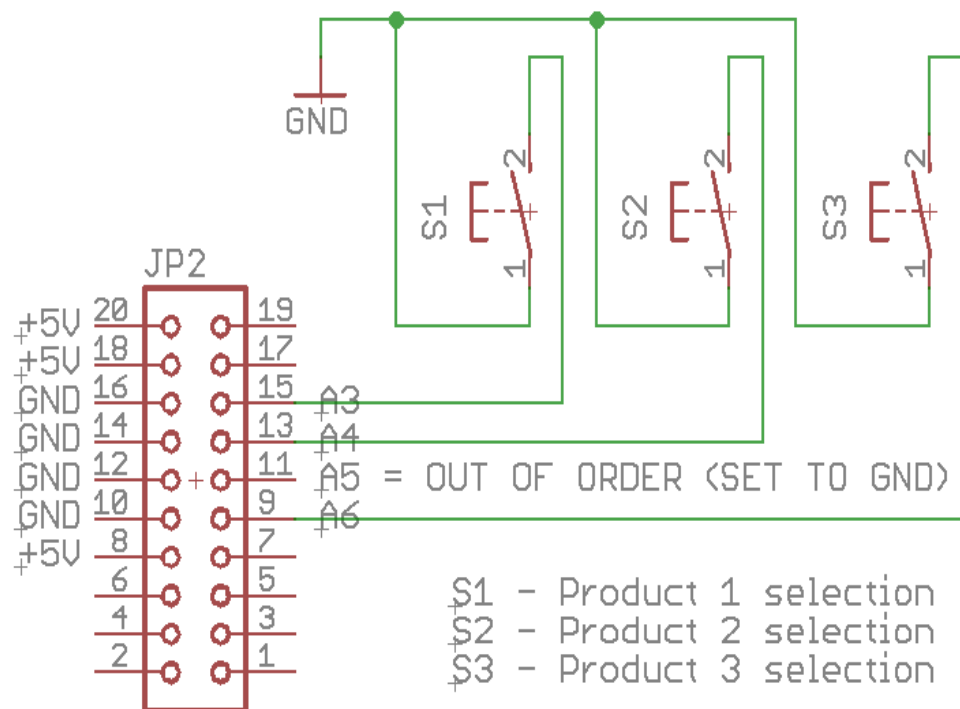 GND
S1
2
1
S2
2
1
S3
2
1
JP2
+5V 20 19
+5V 18 17
GND 16 15 A3
GND 14 13 A4
GND 12 11 A5 = OUT OF ORDER (SET TO GND)
GND 10 9 A6
+5V 8 7
6 5
4 3
2 1
S1 - Product 1 selection
S2 - Product 2 selection
S3 - Product 3 selection